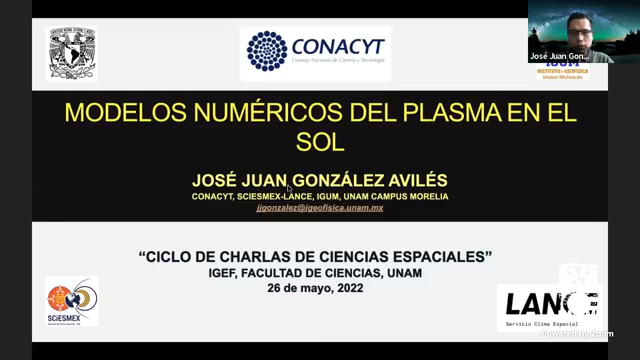 CONACYT
Consejo Nacional de Ciencia y Tecnología
José Juan Gon...
IGUM
INSTITUTO DE GEOFÍSICA
Unidad Michoacán
MODELOS NUMÉRICOS DEL PLASMA EN EL
SOL
JOSÉ JUAN GONZÁLEZ AVILÉS
CONACYT, SCIESMEX-LANCE, IGUM, UNAM CAMPUS MORELIA
jjgonzalez@igeofisica.unam.mx
“CICLO DE CHARLAS DE CIENCIAS ESPACIALES”
IGEF, FACULTAD DE CIENCIAS, UNAM
26 de mayo, 2022
SCiESMEX
LANCE
Servicio Clima Espacial
Powered by Zoom